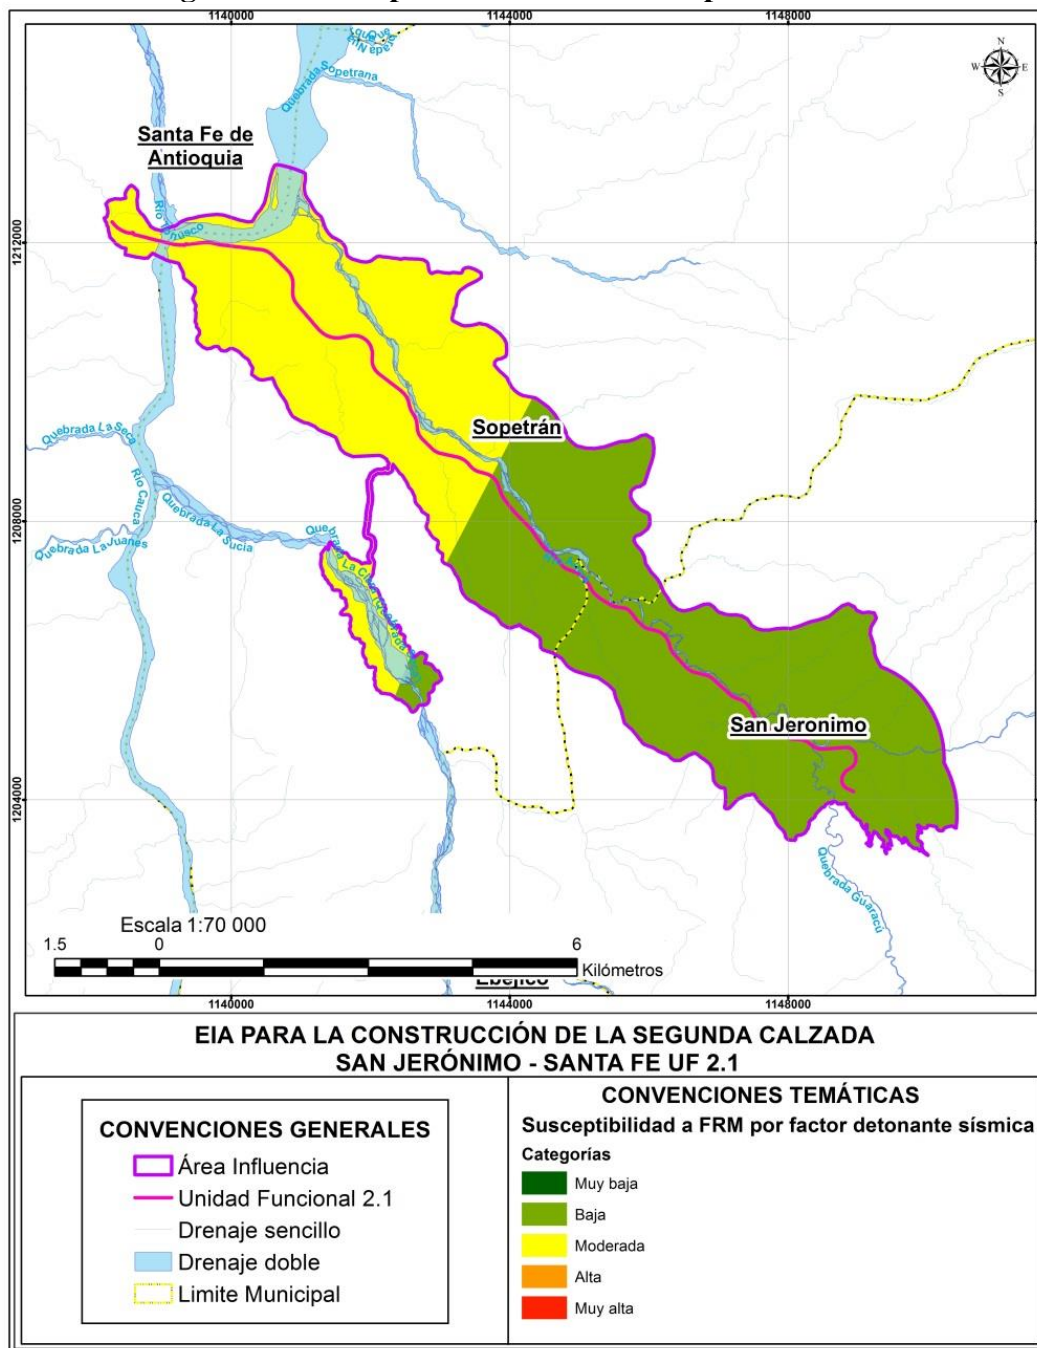 1140000 1144000 1148000
Quebrada Sopetrana
Santa Fe de
Antioquia
Río
1212000
Sopetrán
Quebrada La Seca
Río Cauca
Quebrada La Sucia
Quebrada La Juanes
1208000
San Jeronimo
1204000
Quebrada Guaracú
Escala 1:70 000
1.5 0 6
Kilómetros
Ebéjico
1140000 1144000 1148000
N
W E
S
EIA PARA LA CONSTRUCCIÓN DE LA SEGUNDA CALZADA
SAN JERÓNIMO - SANTA FE UF 2.1
CONVENCIONES GENERALES
Área Influencia
Unidad Funcional 2.1
Drenaje sencillo
Drenaje doble
Limite Municipal
CONVENCIONES TEMÁTICAS
Susceptibilidad a FRM por factor detonante sísmica
Categorías
Muy baja
Baja
Moderada
Alta
Muy alta